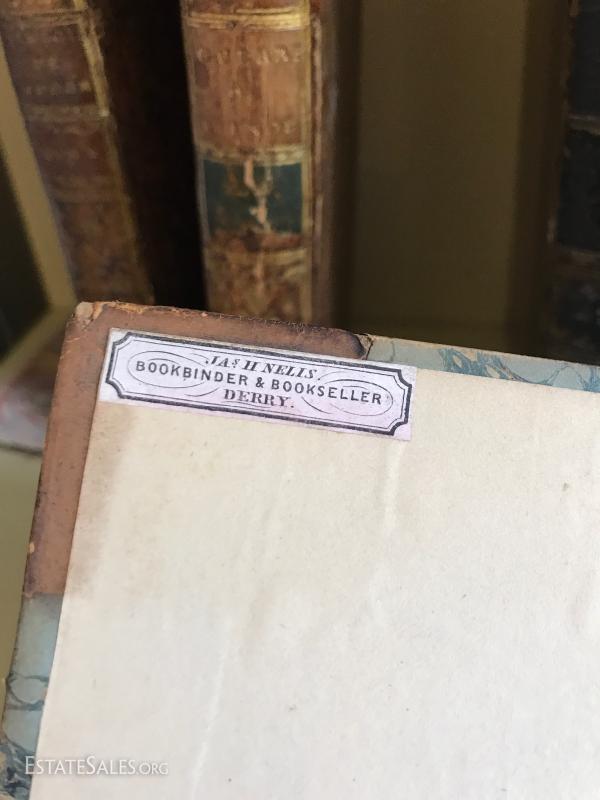 JAS H NELIS.
BOOKBINDER & BOOKSELLER
DERRY.
ESTATESALES.ORG